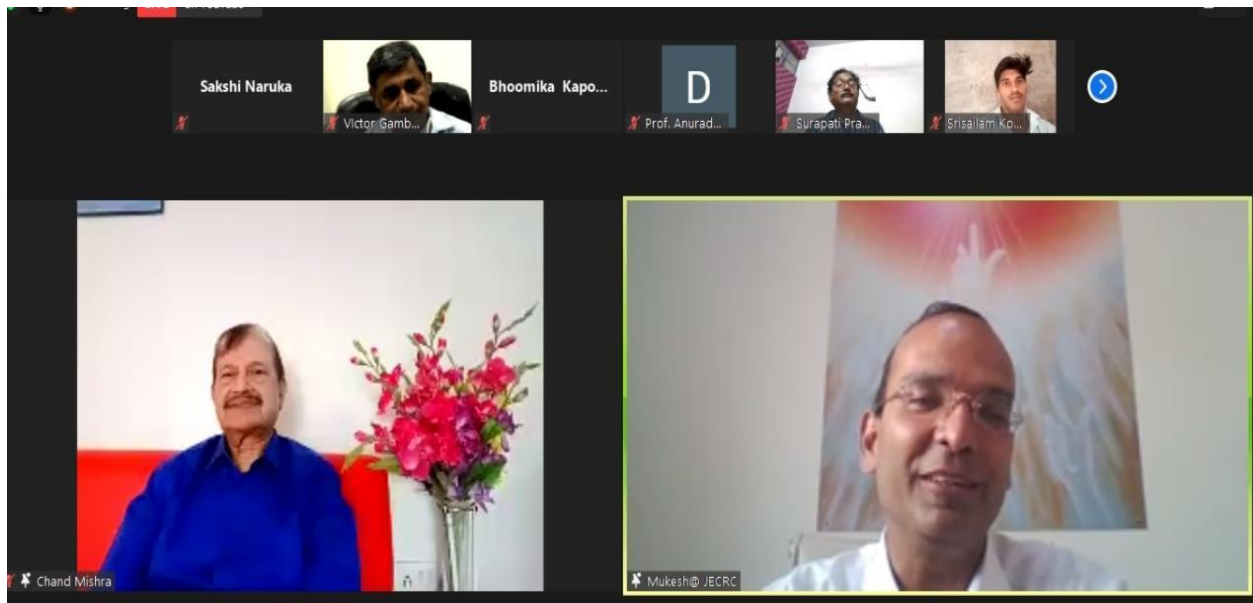 Sakshi Naruka
Victor Gamb...
Bhoomika Kapo...
D
Prof. Anurad...
Surapati Pra...
Srisailam Ko...
Chand Mishra
Mukesh@ JECRC